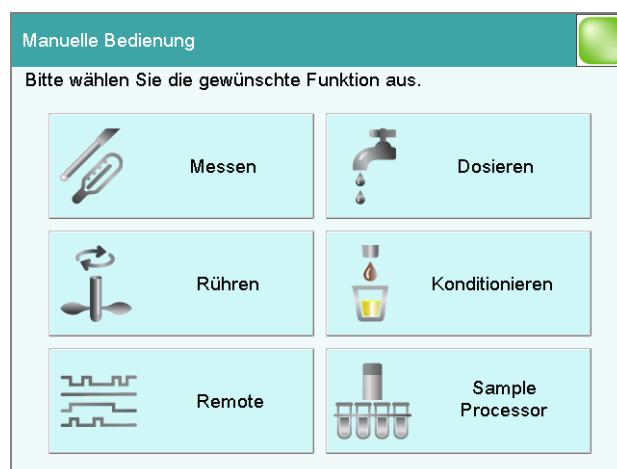 Manuelle Bedienung
Bitte wählen Sie die gewünschte Funktion aus.
Messen
Dosieren
Rühren
Konditionieren
Remote
Sample
Processor